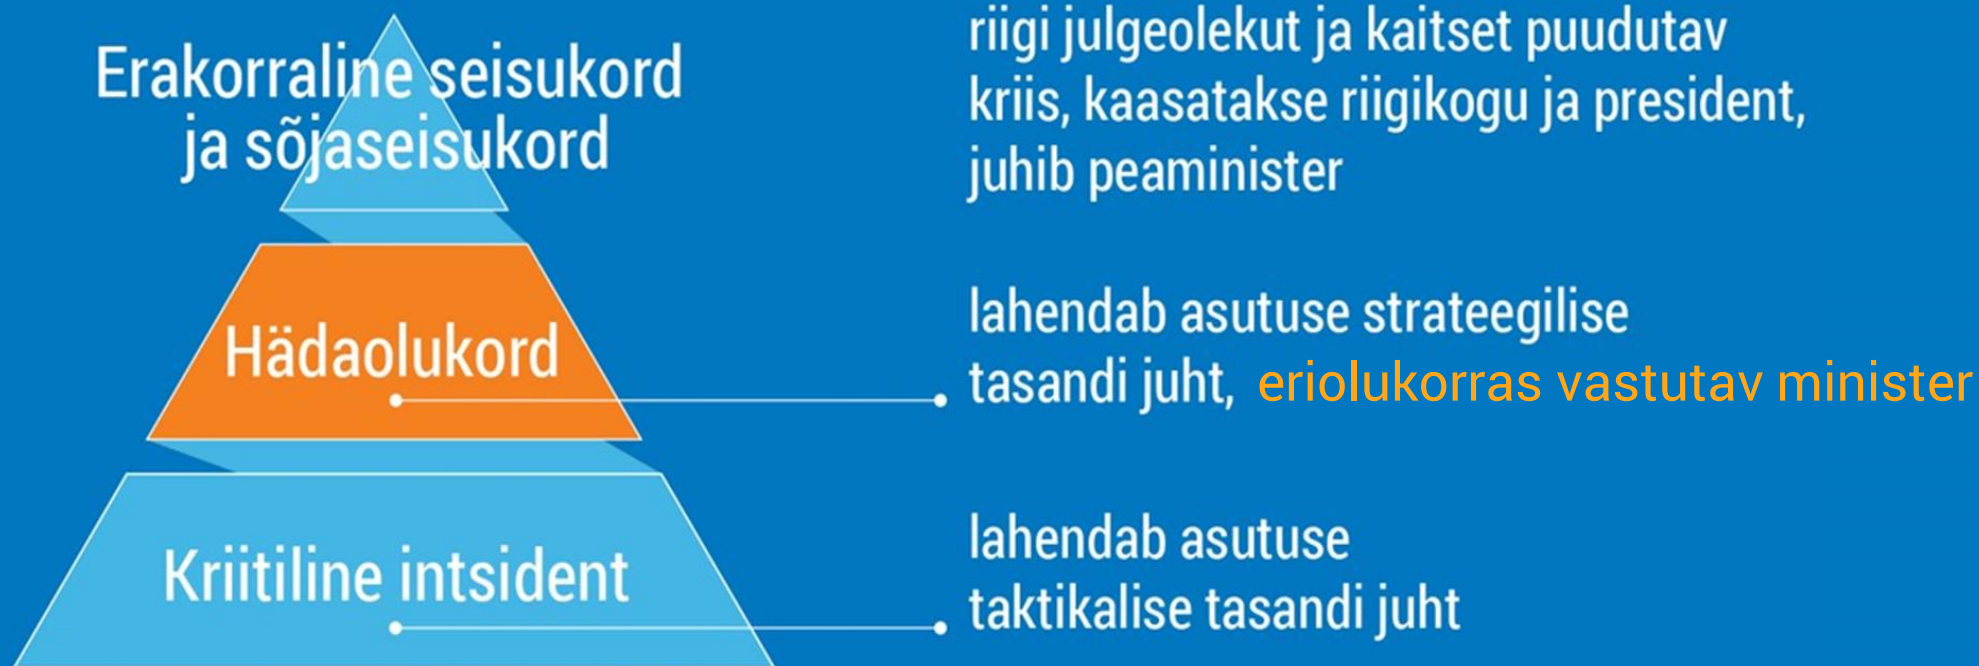 Erakorraline seisukord
ja sõjaseisukord
riigi julgeolekut ja kaitset puudutav
kriis, kaasatakse riigikogu ja president,
juhib peaminister
Hädaolukord
lahendab asutuse strateegilise
tasandi juht, eriolukorras vastutav minister
Kriitiline intsident
lahendab asutuse
taktikalise tasandi juht